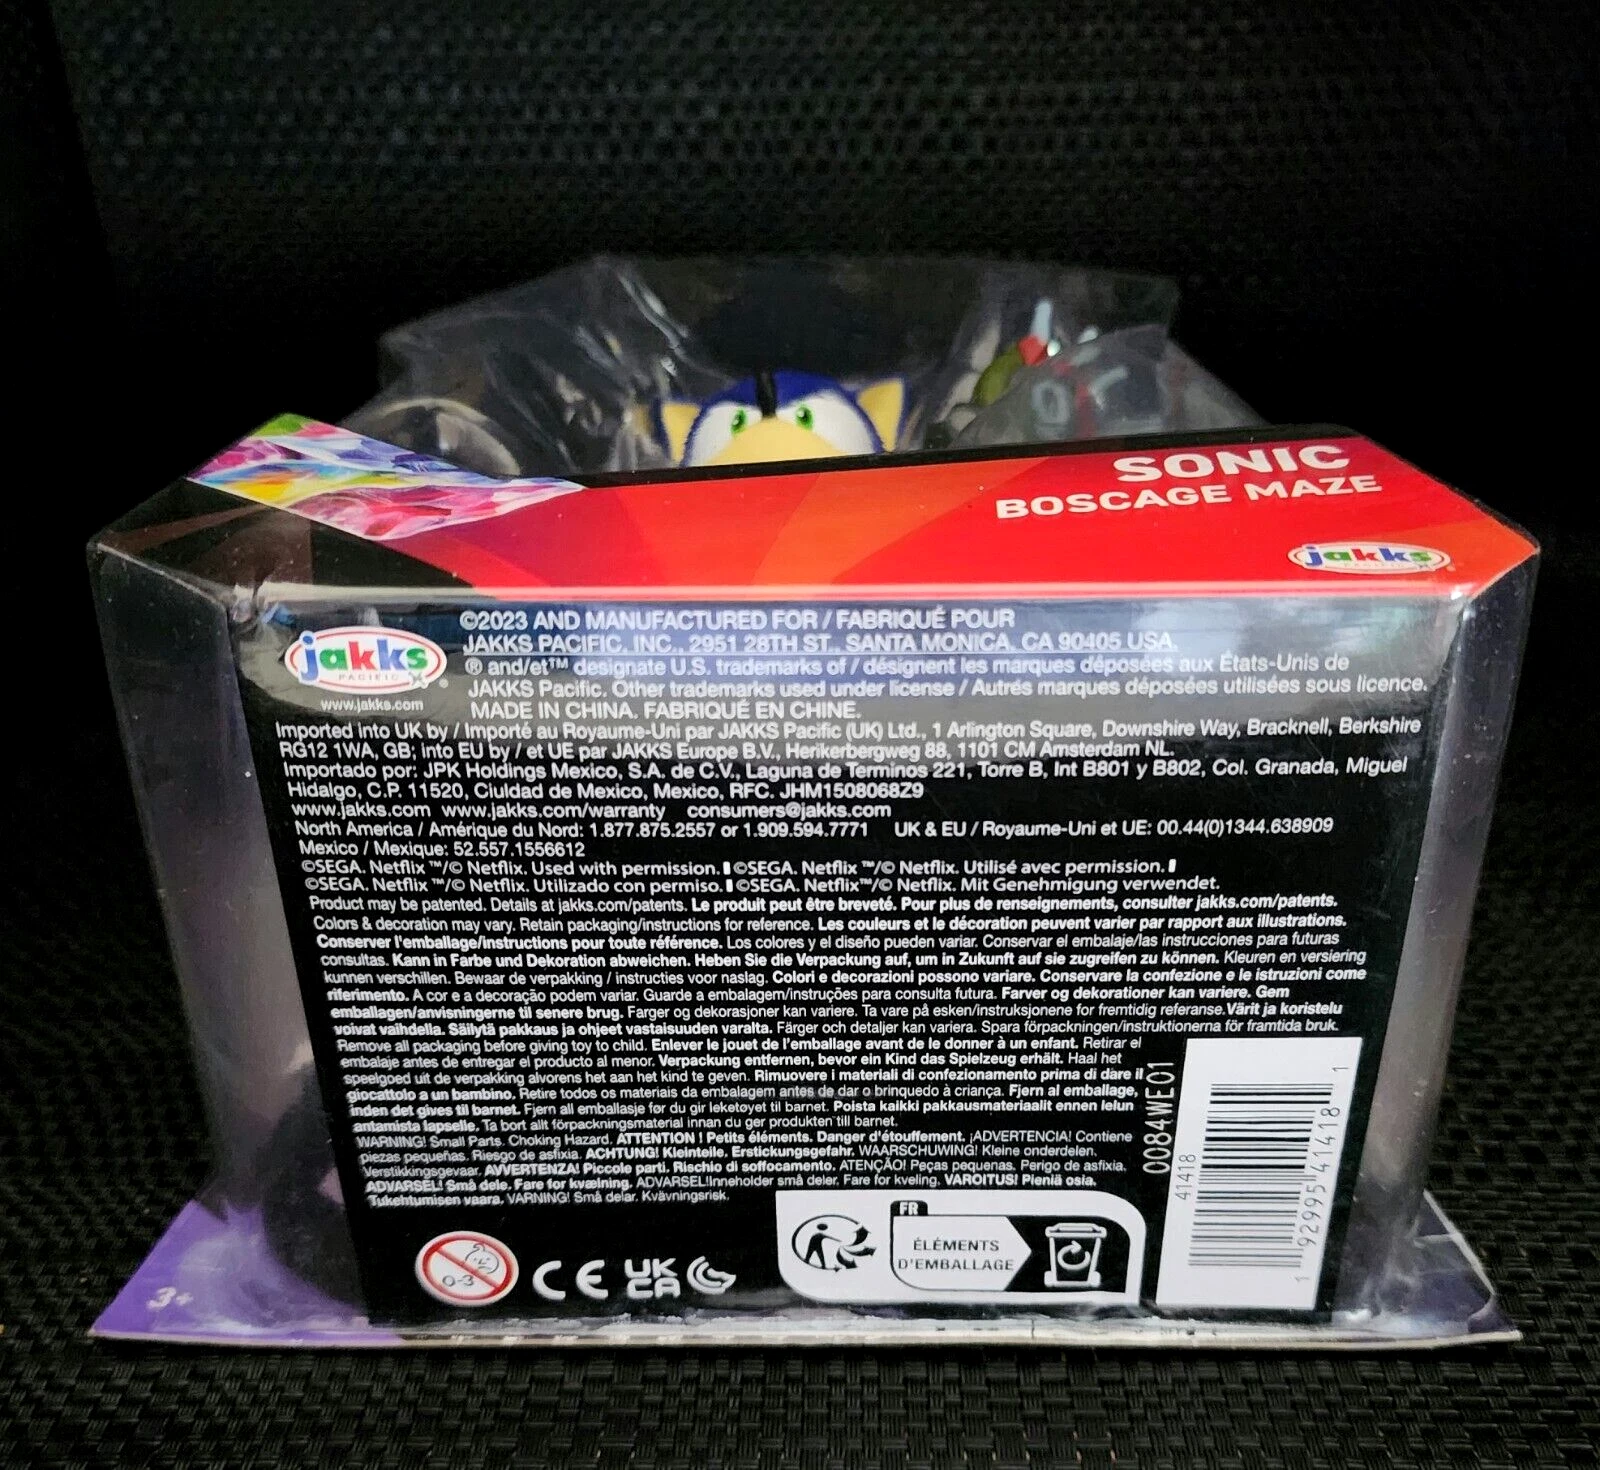 SONIC
BOSCAGE MAZE
jakks
PACIFIC
©2023 AND MANUFACTURED FOR / FABRIQUÉ POUR
JAKKS PACIFIC, INC., 2951 28TH ST., SANTA MONICA, CA 90405 USA.
® and/et™ designate U.S. trademarks of / désignent les marques déposées aux États-Unis de
JAKKS Pacific. Other trademarks used under license / Autres marques déposées utilisées sous licence.
MADE IN CHINA. FABRIQUÉ EN CHINE.
jakks
PACIFIC
www.jakks.com
Imported into UK by / Importé au Royaume-Uni par JAKKS Pacific (UK) Ltd., 1 Arlington Square, Downshire Way, Bracknell, Berkshire
RG12 1WA, GB; into EU by / et UE par JAKKS Europe B.V., Herikerbergweg 88, 1101 CM Amsterdam NL.
Importado por: JPK Holdings Mexico, S.A. de C.V., Laguna de Terminos 221, Torre B, Int B801 y B802, Col. Granada, Miguel
Hidalgo, C.P. 11520, Ciuldad de Mexico, Mexico, RFC. JHM1508068Z9
www.jakks.com www.jakks.com/warranty consumers@jakks.com
North America / Amérique du Nord: 1.877.875.2557 or 1.909.594.7771 UK & EU / Royaume-Uni et UE: 00.44(0)1344.638909
Mexico / Mexique: 52.557.1556612
©SEGA. Netflix ™/© Netflix. Used with permission. ©SEGA. Netflix ™/© Netflix. Utilisé avec permission.
©SEGA. Netflix ™/© Netflix. Utilizado con permiso. ©SEGA. Netflix™/© Netflix. Mit Genehmigung verwendet.
Product may be patented. Details at jakks.com/patents. Le produit peut être breveté. Pour plus de renseignements, consulter jakks.com/patents.
Colors & decoration may vary. Retain packaging/instructions for reference. Les couleurs et le décoration peuvent varier par rapport aux illustrations.
Conserver l'emballage/instructions pour toute référence. Los colores y el diseño pueden variar. Conservar el embalaje/las instrucciones para futuras
consultas. Kann in Farbe und Dekoration abweichen. Heben Sie die Verpackung auf, um in Zukunft auf sie zugreifen zu können. Kleuren en versiering
kunnen verschillen. Bewaar de verpakking / instructies voor naslag. Colori e decorazioni possono variare. Conservare la confezione e le istruzioni come
riferimento. A cor e a decoração podem variar. Guarde a embalagem/instruções para consulta futura. Farver og dekorationer kan variere. Gem
emballagen/anvisningerne til senere brug. Farger og dekorasjoner kan variere. Ta vare på esken/instruksjonene for fremtidig referanse. Värit ja koristelu
voivat vaihdella. Säilytä pakkaus ja ohjeet vastaisuuden varalta. Färger och detaljer kan variera. Spara förpackningen/instruktionerna för framtida bruk.
Remove all packaging before giving toy to child. Enlever le jouet de l'emballage avant de le donner à un enfant. Retirar el
embalaje antes de entregar el producto al menor. Verpackung entfernen, bevor ein Kind das Spielzeug erhält. Haal het
speelgoed uit de verpakking alvorens het aan het kind te geven. Rimuovere i materiali di confezionamento prima di dare il
giocattolo a un bambino. Retire todos os materiais da embalagem antes de dar o brinquedo à criança. Fjern al emballage,
inden det gives til barnet. Fjern all emballasje før du gir leketøyet til barnet. Poista kaikki pakkausmateriaalit ennen lelun
antamista lapselle. Ta bort allt förpackningsmaterial innan du ger produkten till barnet.
WARNING! Small Parts. Choking Hazard. ATTENTION ! Petits éléments. Danger d'étouffement. ¡ADVERTENCIA! Contiene
piezas pequeñas. Riesgo de asfixia. ACHTUNG! Kleinteile. Erstickungsgefahr. WAARSCHUWING! Kleine onderdelen.
Verstikkingsgevaar. AVVERTENZA! Piccole parti. Rischio di soffocamento. ATENÇÃO! Peças pequenas. Perigo de asfixia.
ADVARSEL! Små dele. Fare for kvælning. ADVARSEL!Inneholder små deler. Fare for kveling. VAROITUS! Pieniä osia.
Tukehtumisen vaara. VARNING! Små delar. Kvävningsrisk.
0084WE01
41418
1 92995 41418 1
0-3
CE
UK
CA
FR
ÉLÉMENTS
D'EMBALLAGE
3+